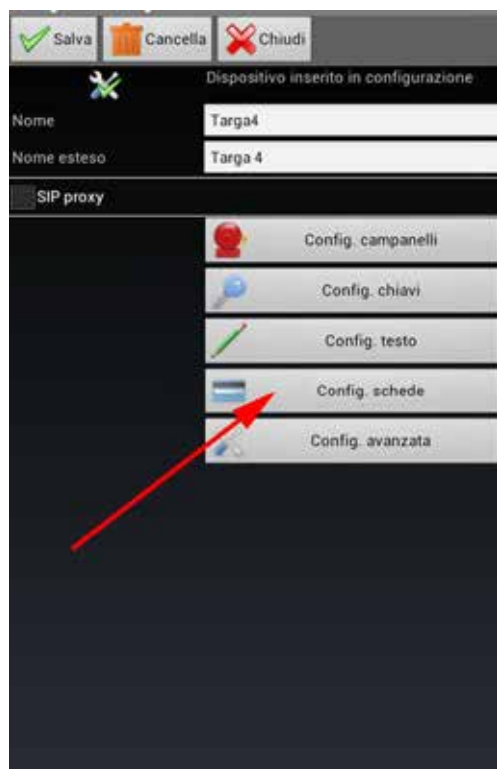 Salva Cancella Chiudi
Dispositivo inserito in configurazione
Nome Targa4
Nome esteso Targa 4
SIP proxy
Config. campanelli
Config. chiavi
Config. testo
Config. schede
Config. avanzata